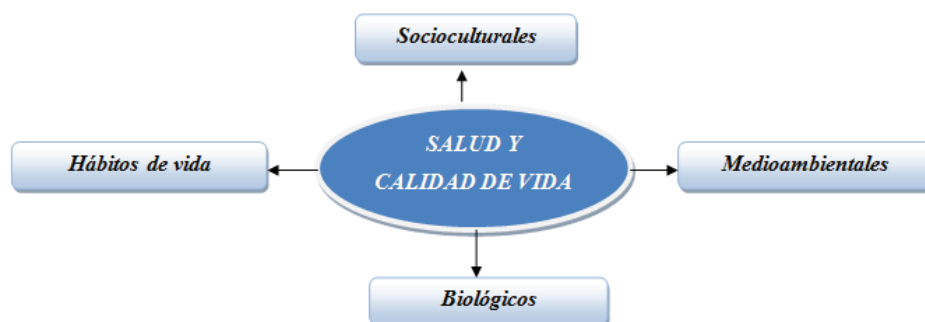 Socioculturales
SALUD Y
CALIDAD DE VIDA
Hábitos de vida
Medioambientales
Biológicos